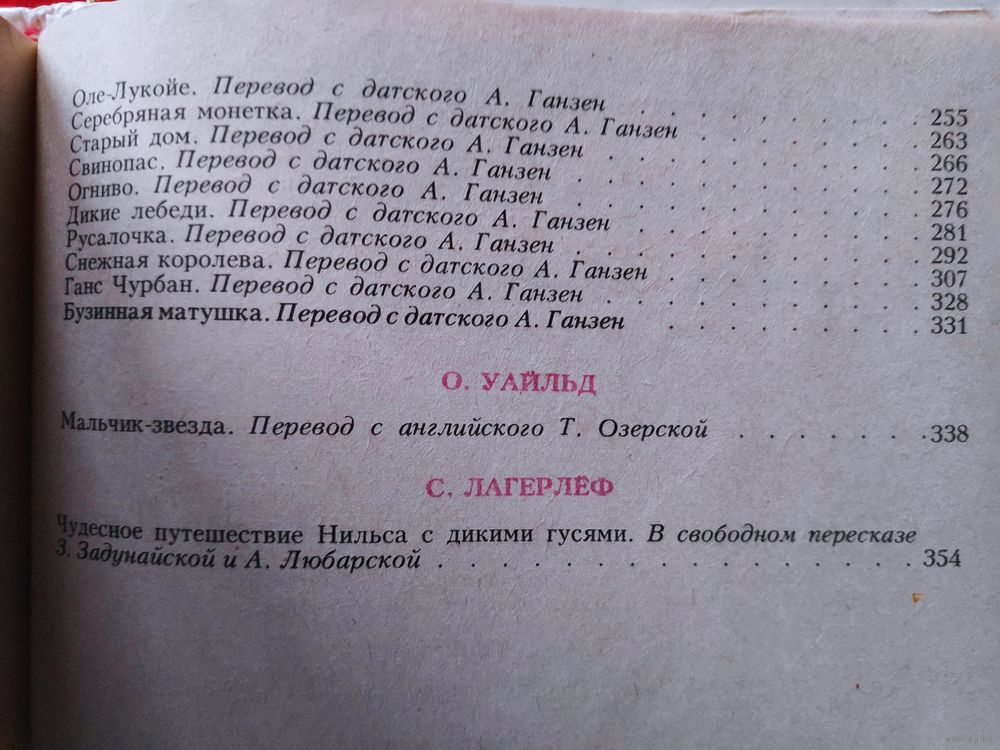 Оле-Лукойе. Перевод с датского А. Ганзен . . . . . . . . . . 255
Серебряная монетка. Перевод с датского А. Ганзен . . . . . . . . 263
Старый дом. Перевод с датского А. Ганзен . . . . . . . . . . 266
Свинопас. Перевод с датского А. Ганзен . . . . . . . . . . . 272
Огниво. Перевод с датского А. Ганзен . . . . . . . . . . . 276
Дикие лебеди. Перевод с датского А. Ганзен . . . . . . . . . 281
Русалочка. Перевод с датского А. Ганзен . . . . . . . . . . 292
Снежная королева. Перевод с датского А. Ганзен . . . . . . . . 307
Ганс Чурбан. Перевод с датского А. Ганзен . . . . . . . . . . 328
Бузинная матушка. Перевод с датского А. Ганзен . . . . . . . . 331
О. УАЙЛЬД
Мальчик-звезда. Перевод с английского Т. Озерской . . . . . . . 338
С. ЛАГЕРЛЁФ
Чудесное путешествие Нильса с дикими гусями. В свободном пересказе
З. Задунайской и А. Любарской . . . . . . . . . . . . . . . 354